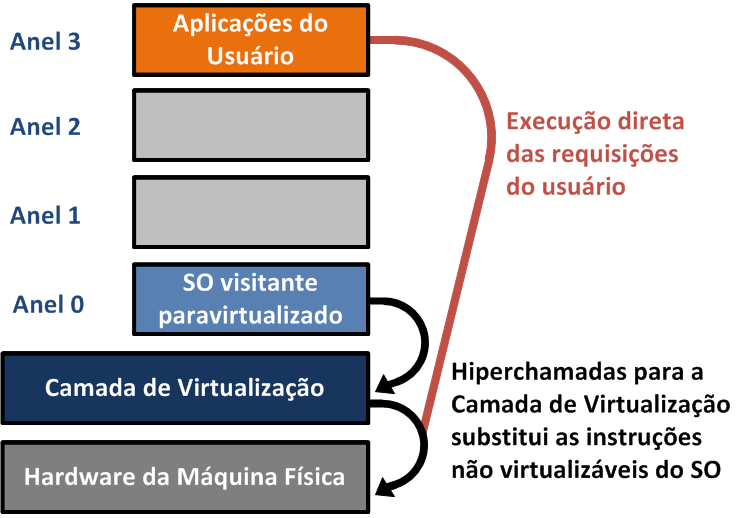 Anel 3
Aplicações do
Usuário
Anel 2
Execução direta
das requisições
do usuário
Anel 1
Anel 0
SO visitante
paravirtualizado
Camada de Virtualização
Hiperchamadas para a
Camada de Virtualização
substitui as instruções
não virtualizáveis do SO
Hardware da Máquina Física